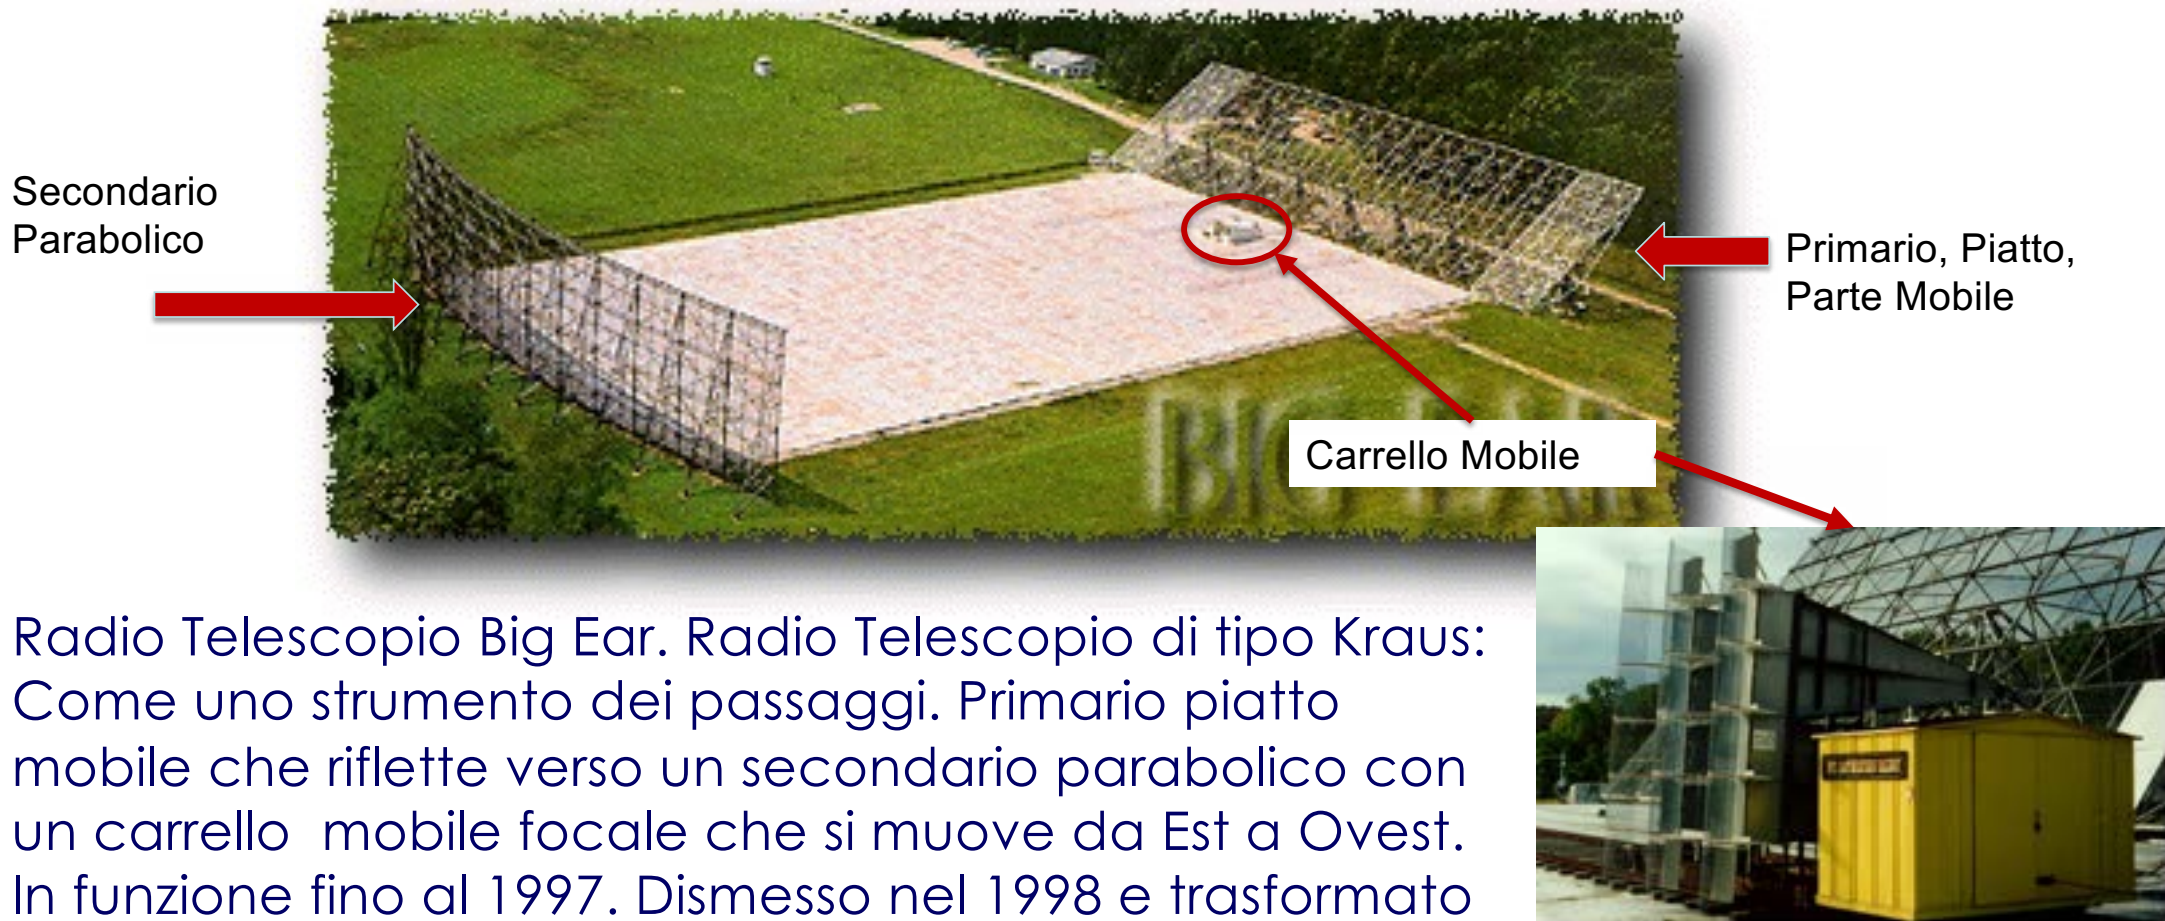 Secondario
Parabolico
Primario, Piatto,
Parte Mobile
BIG EAR
Carrello Mobile
Radio Telescopio Big Ear. Radio Telescopio di tipo Kraus:
Come uno strumento dei passaggi. Primario piatto
mobile che riflette verso un secondario parabolico con
un carrello  mobile focale che si muove da Est a Ovest.
In funzione fino al 1997. Dismesso nel 1998 e trasformato